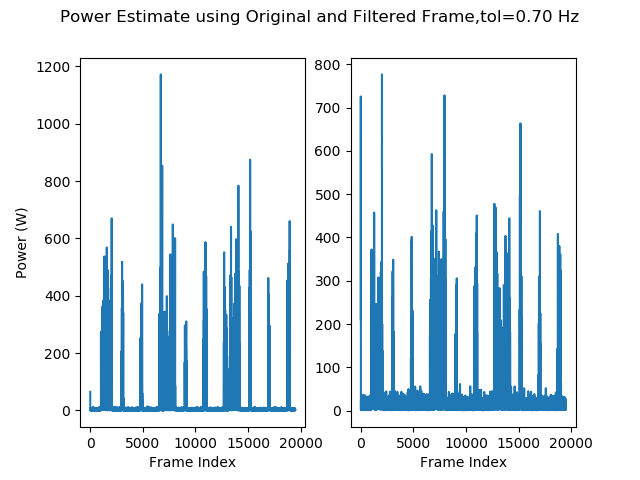 Power Estimate using Original and Filtered Frame,tol=0.70 Hz
1200
1000
800
600
400
200
0
Power (W)
0 5000 10000 15000 20000
Frame Index
800
700
600
500
400
300
200
100
0
0 5000 10000 15000 20000
Frame Index